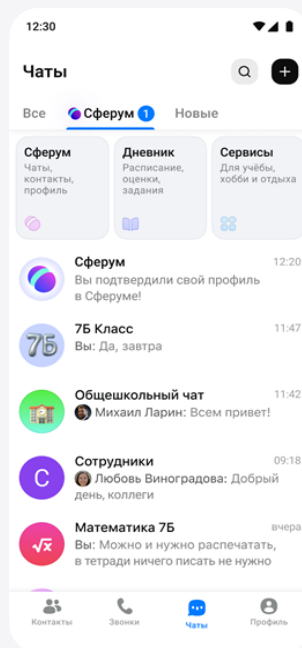 12:30
Чаты
Все
Сферум 1
Новые
Сферум
Чаты,
контакты,
профиль
Дневник
Расписание,
оценки,
задания
Сервисы
Для учёбы,
хобби и отдыха
Сферум 12:20
Вы подтвердили свой профиль
в Сферуме!
7Б
7Б Класс 11:47
Вы: Да, завтра
Общешкольный чат 11:42
Михаил Ларин: Всем привет!
С
Сотрудники 09:18
Любовь Виноградова: Добрый
день, коллеги
√x
Математика 7Б вчера
Вы: Можно и нужно распечатать,
в тетради ничего писать не нужно
Контакты
Звонки
Чаты
Профиль